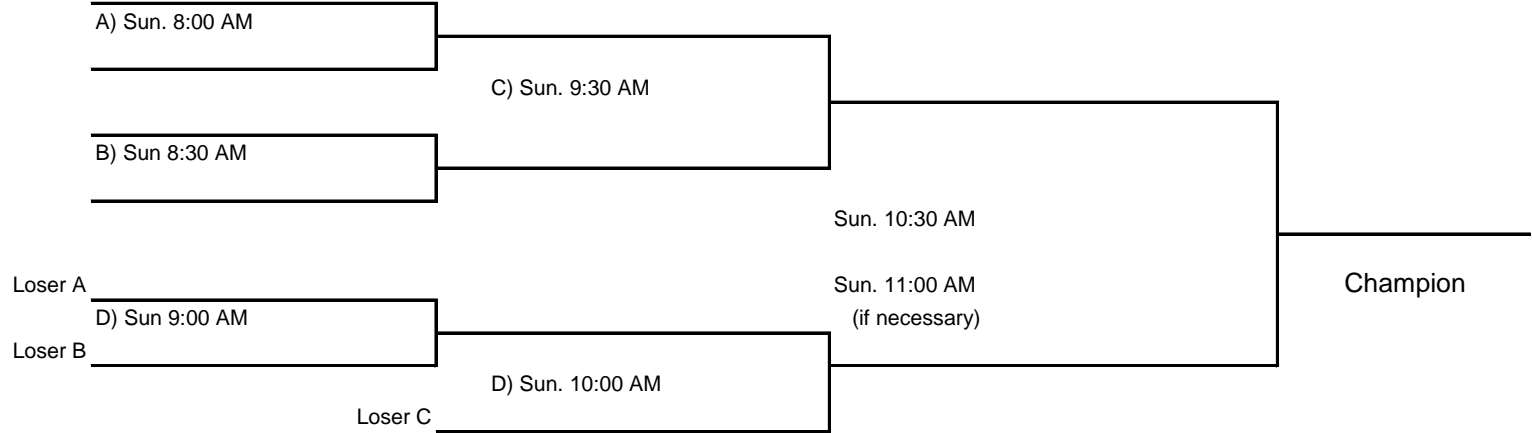 A) Sun. 8:00 AM
C) Sun. 9:30 AM
B) Sun 8:30 AM
Sun. 10:30 AM
Loser A
Sun. 11:00 AM
Champion
D) Sun 9:00 AM
(if necessary)
Loser B
D) Sun. 10:00 AM
Loser C